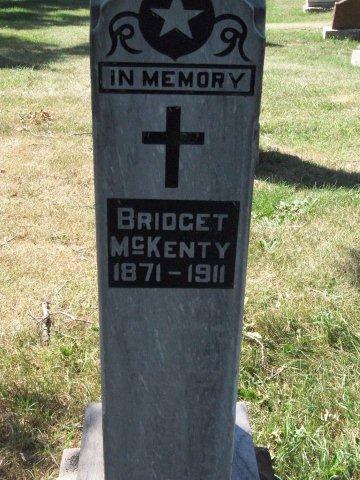 IN MEMORY
BRIDGET
MCKENTY
1871-1911